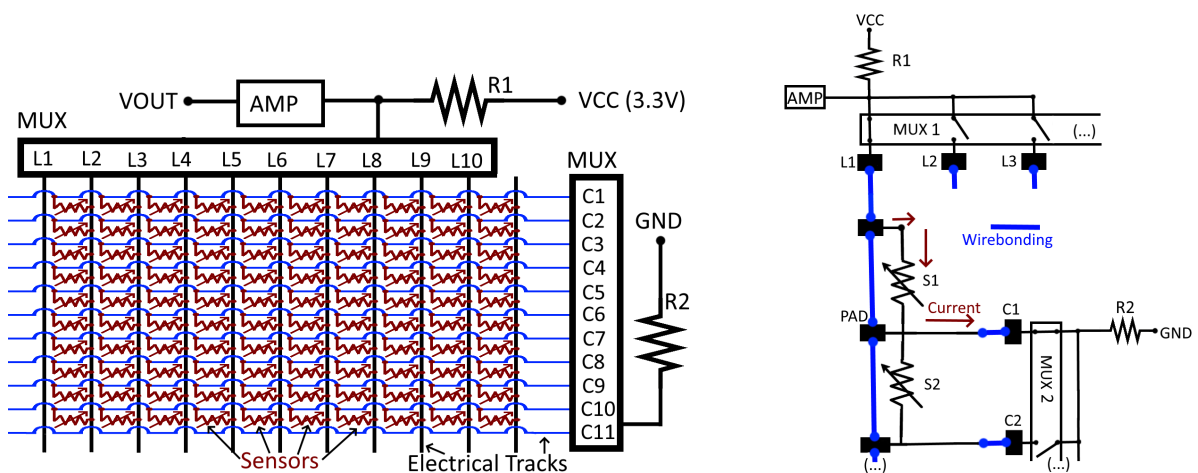 VOUT
AMP
R1
VCC (3.3V)
MUX
L1 L2 L3 L4 L5 L6 L7 L8 L9 L10
MUX
C1
C2
C3
C4
C5
C6
C7
C8
C9
C10
C11
GND
R2
Sensors
Electrical Tracks
VCC
R1
AMP
MUX 1
(...)
L1
L2
L3
Wirebonding
S1
Current
C1
R2
PAD
GND
MUX 2
S2
C2
(...)
(...)